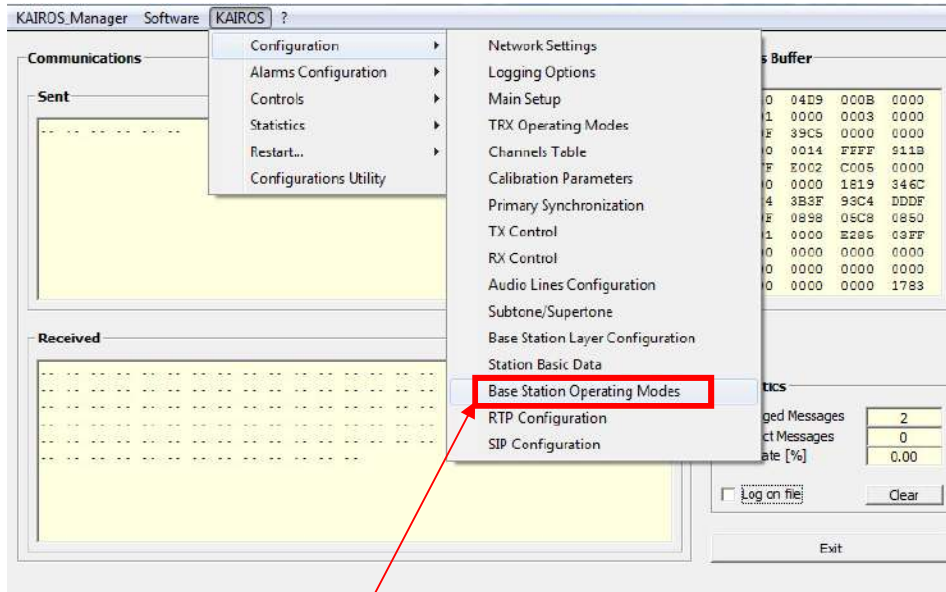 KAIROS_Manager Software KAIROS ?
Communications
Sent
Configuration
Alarms Configuration
Controls
Statistics
Restart...
Configurations Utility
Network Settings
Logging Options
Main Setup
TRX Operating Modes
Channels Table
Calibration Parameters
Primary Synchronization
TX Control
RX Control
Audio Lines Configuration
Subtone/Supertone
Base Station Layer Configuration
Station Basic Data
Base Station Operating Modes
RTP Configuration
SIP Configuration
Buffer
04D9 000B 0000
0000 0003 0000
39C5 0000 0000
0014 FFFF 911B
E002 C005 0000
0000 1819 346C
3B3F 93C4 DDDF
0898 05C8 0850
0000 E285 03FF
0000 0000 0000
0000 0000 0000
0000 0000 1783
Received
Messages 2
Messages 0
[%] 0.00
Log on file Clear
Exit